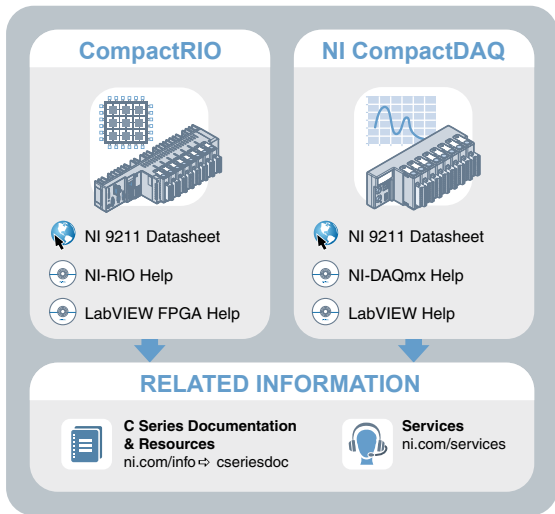 CompactRIO
NI 9211 Datasheet
NI-RIO Help
LabVIEW FPGA Help
NI CompactDAQ
NI 9211 Datasheet
NI-DAQmx Help
LabVIEW Help
RELATED INFORMATION
C Series Documentation
& Resources
ni.com/info ⇨ cseriesdoc
Services
ni.com/services